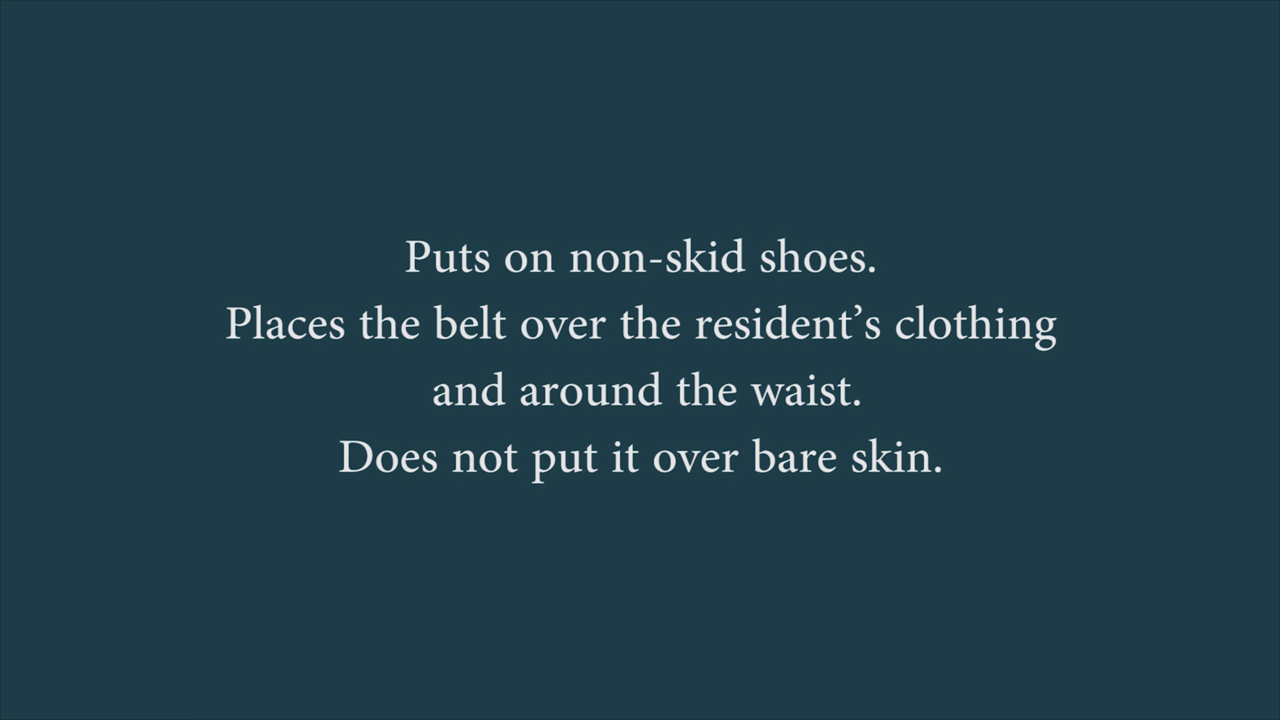 Puts on non-skid shoes.
Places the belt over the resident’s clothing
and around the waist.
Does not put it over bare skin.